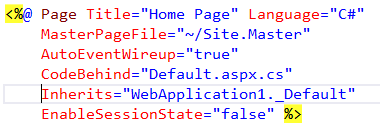 <%@ Page Title="Home Page" Language="C#"
MasterPageFile="~/Site.Master"
AutoEventWireup="true"
CodeBehind="Default.aspx.cs"
Inherits="WebApplication1._Default"
EnableSessionState="false" %>